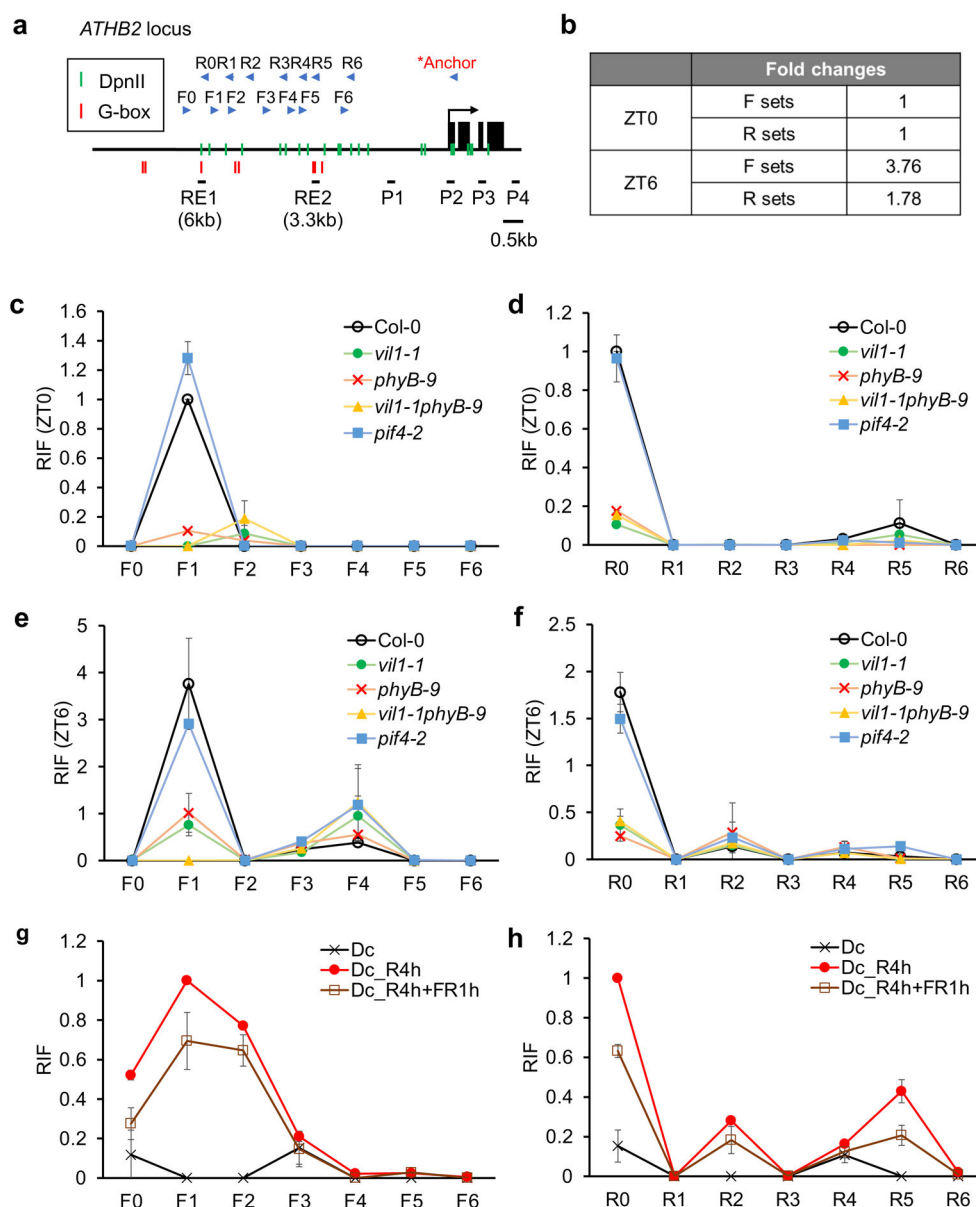 a
ATHB2 locus
DpnII
G-box
R0R1 R2 R3R4R5 R6
*Anchor
F0 F1 F2 F3 F4F5 F6
RE1 RE2 P1 P2 P3 P4
(6kb) (3.3kb)
0.5kb
b
Fold changes
ZT0 F sets 1
R sets 1
ZT6 F sets 3.76
R sets 1.78
c
RIF (ZT0)
1.6
1.4
1.2
1
0.8
0.6
0.4
0.2
0
F0 F1 F2 F3 F4 F5 F6
Col-0
vil1-1
phyB-9
vil1-1phyB-9
pif4-2
d
RIF (ZT0)
1.2
1
0.8
0.6
0.4
0.2
0
R0 R1 R2 R3 R4 R5 R6
Col-0
vil1-1
phyB-9
vil1-1phyB-9
pif4-2
e
RIF (ZT6)
5
4
3
2
1
0
F0 F1 F2 F3 F4 F5 F6
Col-0
vil1-1
phyB-9
vil1-1phyB-9
pif4-2
f
RIF (ZT6)
2.5
2
1.5
1
0.5
0
R0 R1 R2 R3 R4 R5 R6
Col-0
vil1-1
phyB-9
vil1-1phyB-9
pif4-2
g
RIF
1.2
1
0.8
0.6
0.4
0.2
0
F0 F1 F2 F3 F4 F5 F6
Dc
Dc_R4h
Dc_R4h+FR1h
h
RIF
1.2
1
0.8
0.6
0.4
0.2
0
R0 R1 R2 R3 R4 R5 R6
Dc
Dc_R4h
Dc_R4h+FR1h